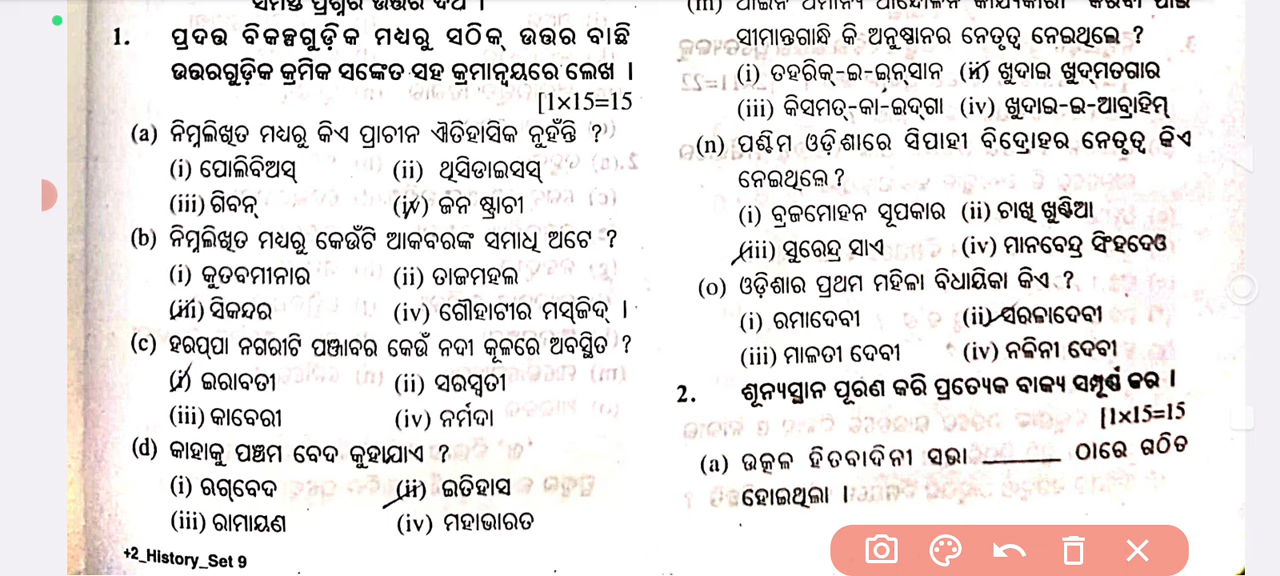 1. ପ୍ରଦତ୍ତ ବିକଳ୍ପଗୁଡ଼ିକ ମଧ୍ୟରୁ ସଠିକ୍ ଉତ୍ତର ବାଛି
ଉତ୍ତରଗୁଡ଼ିକ କ୍ରମିକ ସଙ୍କେତ ସହ କ୍ରମାନ୍ୱୟରେ ଲେଖ ।
[1×15=15
(a) ନିମ୍ନଲିଖିତ ମଧ୍ୟରୁ କିଏ ପ୍ରାଚୀନ ଐତିହାସିକ ନୁହଁନ୍ତି ?
(i) ପୋଲିବିଅସ୍ (ii) ଥୁସିଡାଇସସ୍
(iii) ଗିବନ୍ (iv) ଜନ ଷ୍ଟ୍ରାଚୀ
(b) ନିମ୍ନଲିଖିତ ମଧ୍ୟରୁ କେଉଁଟି ଆକବରଙ୍କ ସମାଧି ଅଟେ ?
(i) କୁତବମୀନାର (ii) ତାଜମହଲ
(iii) ସିକନ୍ଦର (iv) ଗୌହାଟୀର ମସ୍‌ଜିଦ୍ ।
(c) ହରପ୍‌ପା ନଗରୀଟି ପଞ୍ଜାବର କେଉଁ ନଦୀ କୂଳରେ ଅବସ୍ଥିତ ?
(i) ଇରାବତୀ (ii) ସରସ୍ୱତୀ
(iii) କାବେରୀ (iv) ନର୍ମଦା
(d) କାହାକୁ ପଞ୍ଚମ ବେଦ କୁହାଯାଏ ?
(i) ଋଗ୍‌ବେଦ (ii) ଇତିହାସ
(iii) ରାମାୟଣ (iv) ମହାଭାରତ
+2_History_Set 9
ସୀମାନ୍ତଗାନ୍ଧି କି ଅନୁଷ୍ଠାନର ନେତୃତ୍ୱ ନେଇଥିଲେ ?
(i) ତହରିକ୍-ଇ-ଇନ୍‌ସାନ (ii) ଖୁଦାଇ ଖୁଦ୍‌ମତଗାର
(iii) କିସମତ୍-କା-ଇଦ୍‌ଗା (iv) ଖୁଦାଇ-ଇ-ଆବ୍ରାହିମ୍
(n) ପଶ୍ଚିମ ଓଡ଼ିଶାରେ ସିପାହୀ ବିଦ୍ରୋହର ନେତୃତ୍ୱ କିଏ
ନେଇଥିଲେ ?
(i) ବ୍ରଜମୋହନ ସୂପକାର (ii) ଚାଖି ଖୁଣ୍ଟିଆ
(iii) ସୁରେନ୍ଦ୍ର ସାଏ (iv) ମାନବେନ୍ଦ୍ର ସିଂହଦେଓ
(o) ଓଡ଼ିଶାର ପ୍ରଥମ ମହିଳା ବିଧାୟିକା କିଏ ?
(i) ରମାଦେବୀ (ii) ସରଳାଦେବୀ
(iii) ମାଳତୀ ଦେବୀ (iv) ନଳିନୀ ଦେବୀ
2. ଶୂନ୍ୟସ୍ଥାନ ପୂରଣ କରି ପ୍ରତ୍ୟେକ ବାକ୍ୟ ସମ୍ପୂର୍ଣ୍ଣ କର ।
[1×15=15
(a) ଉତ୍କଳ ହିତବାଦିନୀ ସଭା ______ ଠାରେ ଗଠିତ
ହୋଇଥିଲା ।